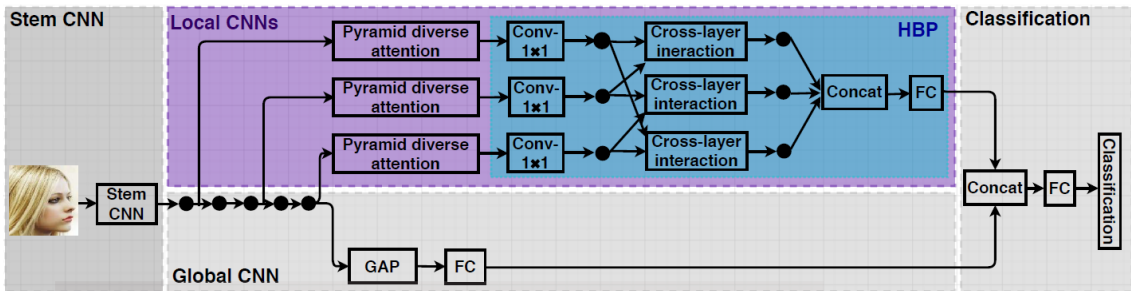 Stem CNN
Local CNNs
HBP
Classification
Pyramid diverse
attention
Conv-
1×1
Cross-layer
ineraction
Pyramid diverse
attention
Conv-
1×1
Cross-layer
interaction
Concat
FC
Pyramid diverse
attention
Conv-
1×1
Cross-layer
interaction
Stem
CNN
Concat
FC
Classification
Global CNN
GAP
FC